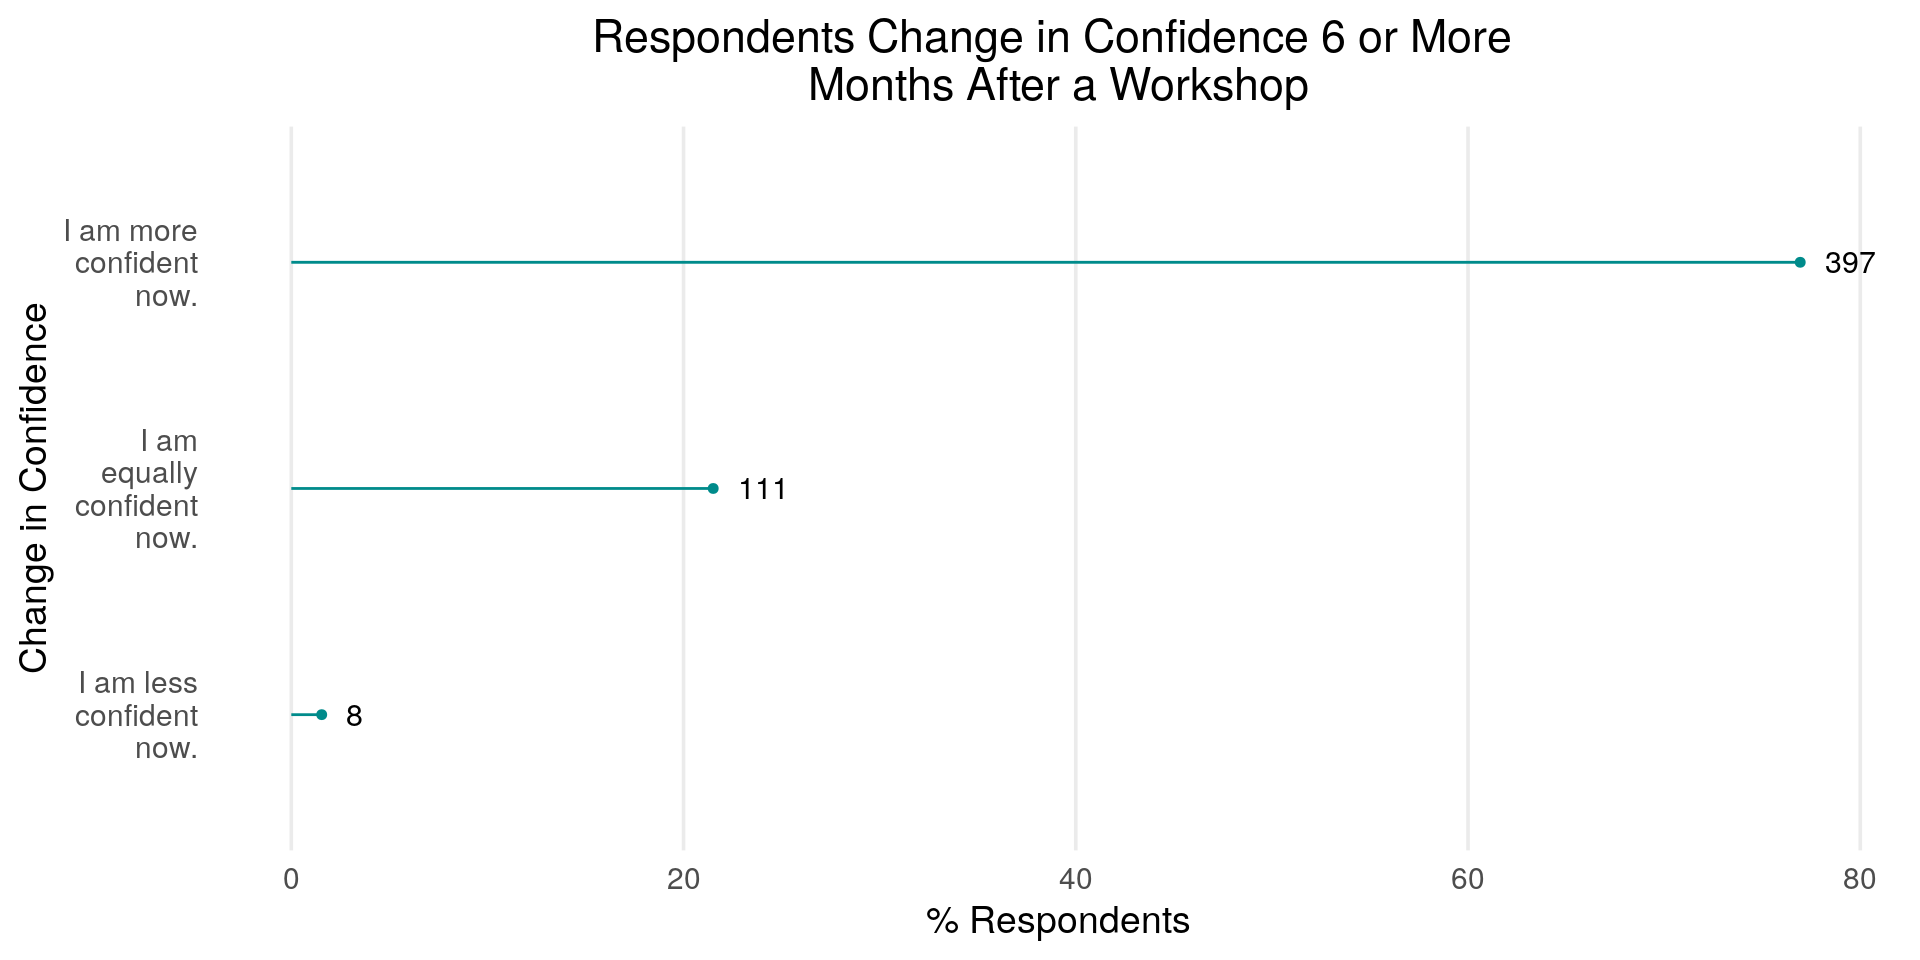 Respondents Change in Confidence 6 or More
Months After a Workshop
Change in Confidence
I am more
confident
now.
397
I am
equally
confident
now.
111
I am less
confident
now.
8
0 20 40 60 80
% Respondents